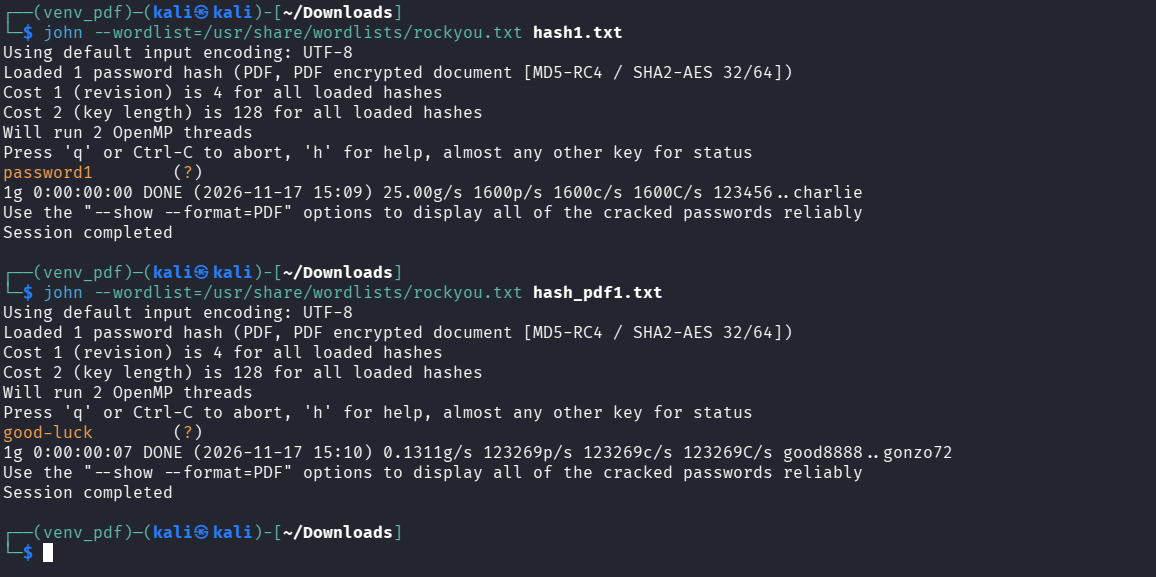 ┌──(venv_pdf)─(kali㉿kali)-[~/Downloads]
└─$ john --wordlist=/usr/share/wordlists/rockyou.txt hash1.txt
Using default input encoding: UTF-8
Loaded 1 password hash (PDF, PDF encrypted document [MD5-RC4 / SHA2-AES 32/64])
Cost 1 (revision) is 4 for all loaded hashes
Cost 2 (key length) is 128 for all loaded hashes
Will run 2 OpenMP threads
Press 'q' or Ctrl-C to abort, 'h' for help, almost any other key for status
password1        (?)
1g 0:00:00:00 DONE (2026-11-17 15:09) 25.00g/s 1600p/s 1600c/s 1600C/s 123456..charlie
Use the "--show --format=PDF" options to display all of the cracked passwords reliably
Session completed

┌──(venv_pdf)─(kali㉿kali)-[~/Downloads]
└─$ john --wordlist=/usr/share/wordlists/rockyou.txt hash_pdf1.txt
Using default input encoding: UTF-8
Loaded 1 password hash (PDF, PDF encrypted document [MD5-RC4 / SHA2-AES 32/64])
Cost 1 (revision) is 4 for all loaded hashes
Cost 2 (key length) is 128 for all loaded hashes
Will run 2 OpenMP threads
Press 'q' or Ctrl-C to abort, 'h' for help, almost any other key for status
good-luck        (?)
1g 0:00:00:07 DONE (2026-11-17 15:10) 0.1311g/s 123269p/s 123269c/s 123269C/s good8888..gonzo72
Use the "--show --format=PDF" options to display all of the cracked passwords reliably
Session completed

┌──(venv_pdf)─(kali㉿kali)-[~/Downloads]
└─$